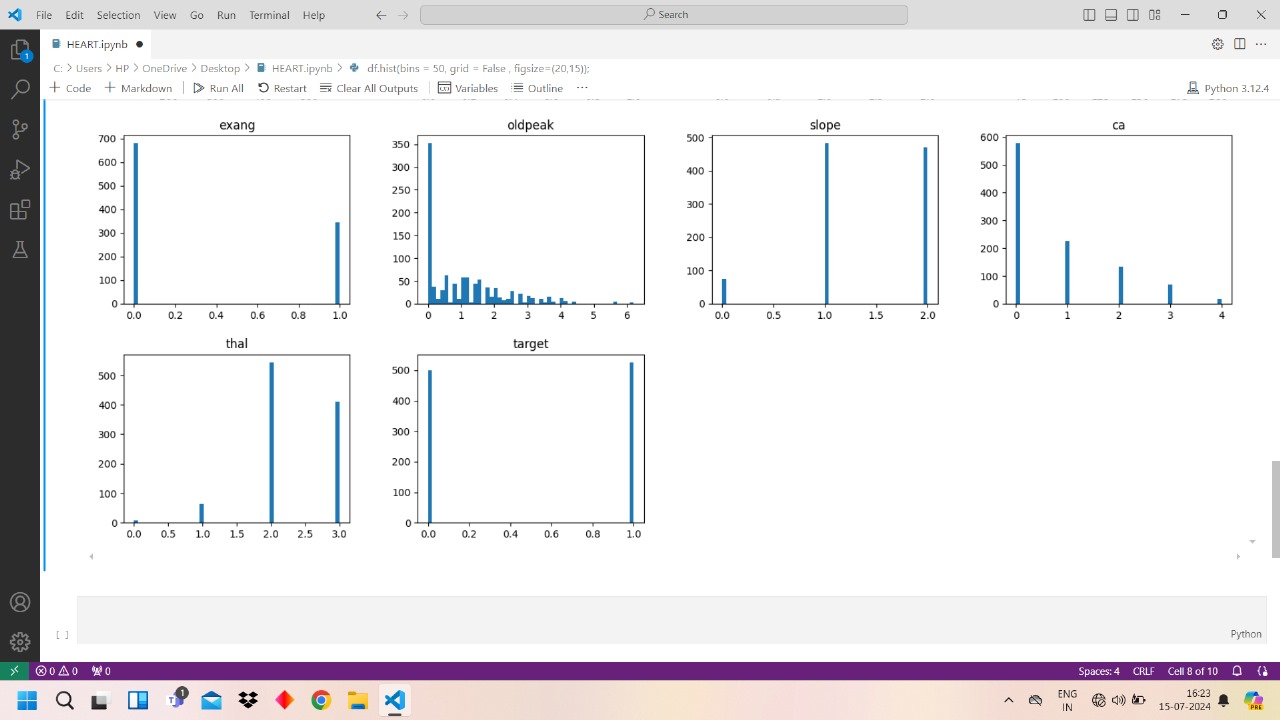 File Edit Selection View Go Run Terminal Help Search
1
HEART.ipynb
C: > Users > HP > OneDrive > Desktop > HEART.ipynb > df.hist(bins = 50, grid = False , figsize=(20,15));
+ Code + Markdown Run All Restart Clear All Outputs Variables Outline ... Python 3.12.4
exang oldpeak slope ca
700
600
500
400
300
200
100
0
0.0 0.2 0.4 0.6 0.8 1.0
350
300
250
200
150
100
50
0
0 1 2 3 4 5 6
500
400
300
200
100
0
0.0 0.5 1.0 1.5 2.0
600
500
400
300
200
100
0
0 1 2 3 4
thal target
500
400
300
200
100
0
0.0 0.5 1.0 1.5 2.0 2.5 3.0
500
400
300
200
100
0
0.0 0.2 0.4 0.6 0.8 1.0
[ ] Python
0 0 0 Spaces: 4 CRLF Cell 8 of 10
1
ENG
IN
16:23
15-07-2024
PRE